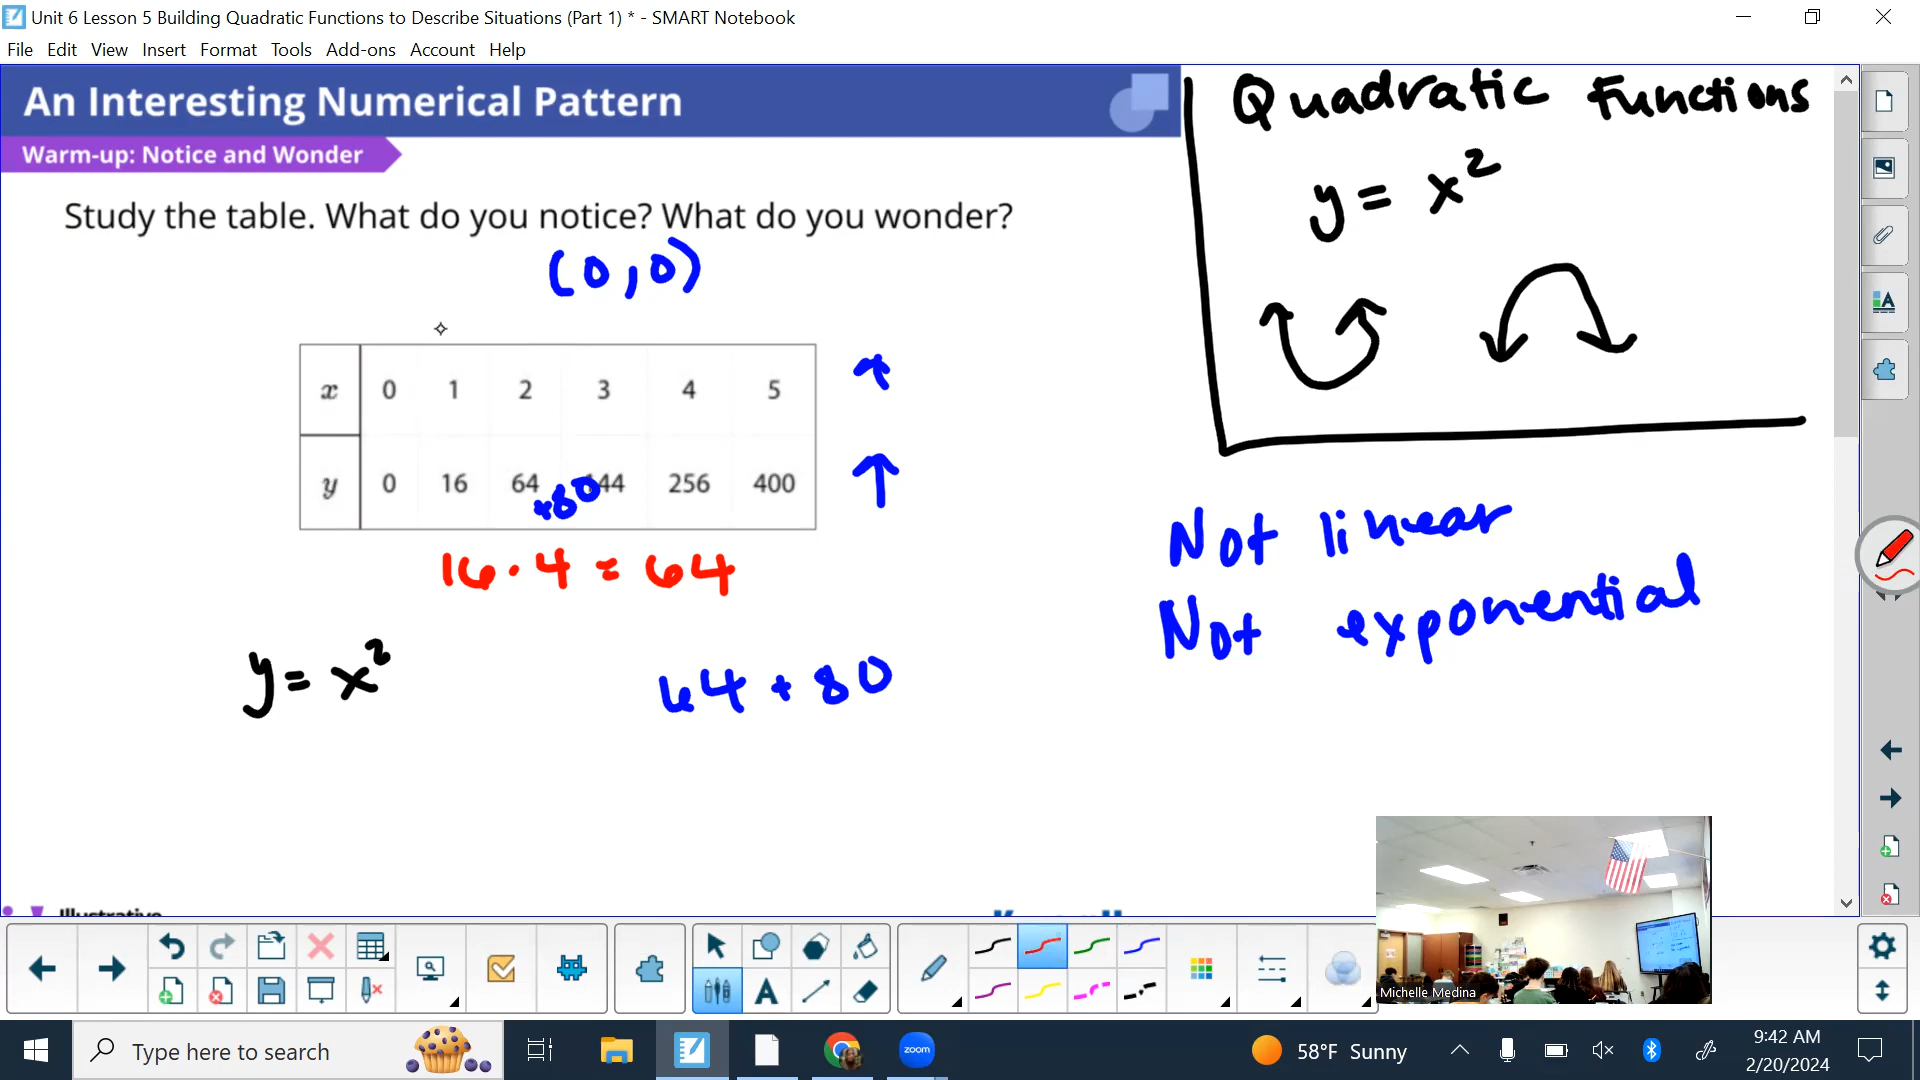 Unit 6 Lesson 5 Building Quadratic Functions to Describe Situations (Part 1) * - SMART Notebook
File Edit View Insert Format Tools Add-ons Account Help
An Interesting Numerical Pattern
Warm-up: Notice and Wonder
Study the table. What do you notice? What do you wonder?
(0,0)
x 0 1 2 3 4 5
y 0 16 64 144 256 400
+80
16 · 4 = 64
y = x²
64 + 80
Quadratic Functions
y = x²
Not linear
Not exponential
Illustrative
Michelle Medina
Type here to search
zoom
58°F Sunny
9:42 AM
2/20/2024